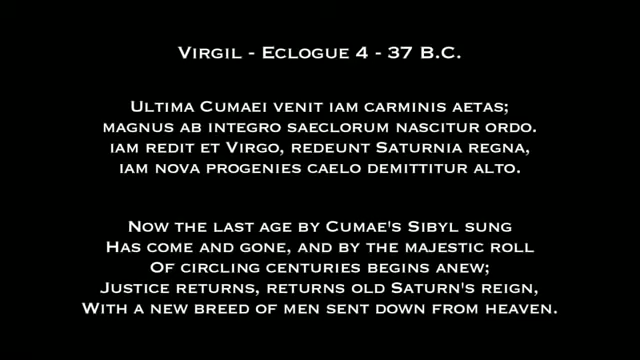 Virgil - Eclogue 4 - 37 B.C.
Ultima Cumaei venit iam carminis aetas;
magnus ab integro saeclorum nascitur ordo.
iam redit et Virgo, redeunt Saturnia regna,
iam nova progenies caelo demittitur alto.
Now the last age by Cumae's Sibyl sung
Has come and gone, and by the majestic roll
Of circling centuries begins anew;
Justice returns, returns old Saturn's reign,
With a new breed of men sent down from heaven.